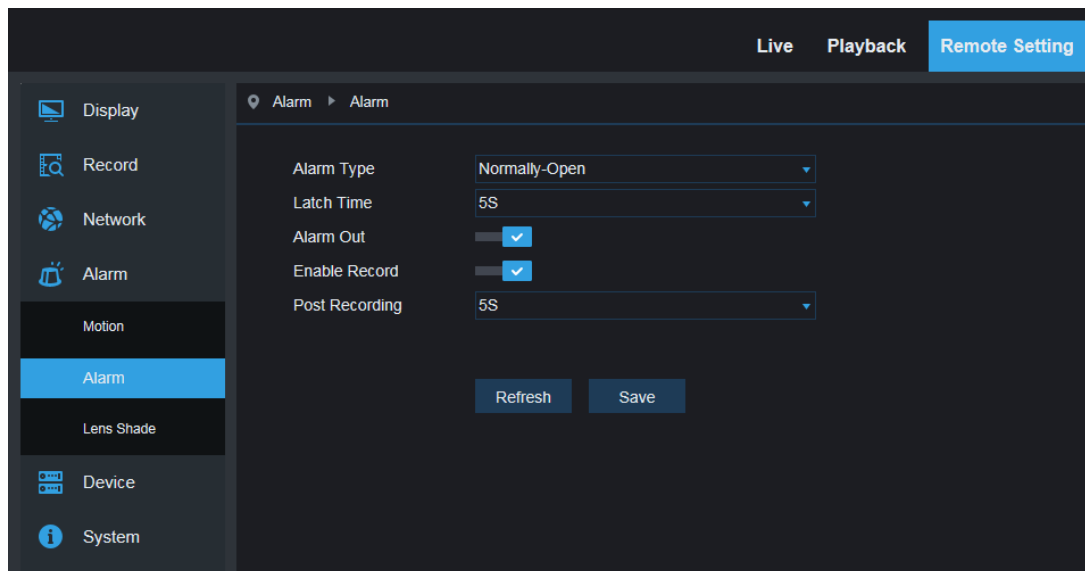 Live Playback Remote Setting
Display
Record
Network
Alarm
Motion
Alarm
Lens Shade
Device
System
Alarm Alarm
Alarm Type Normally-Open
Latch Time 5S
Alarm Out
Enable Record
Post Recording 5S
Refresh Save